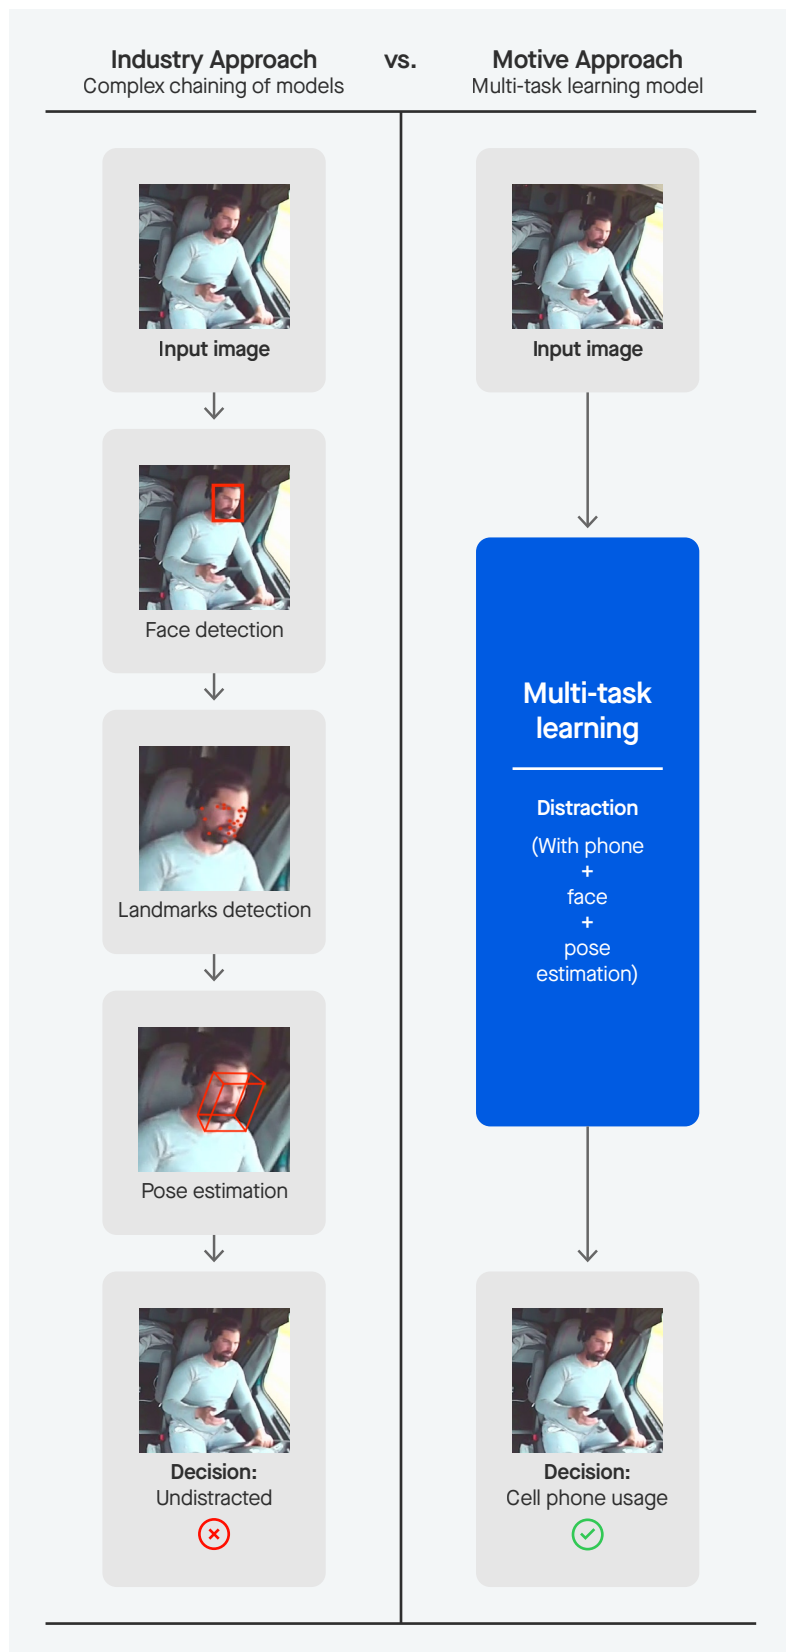 Industry Approach
Complex chaining of models
vs.
Motive Approach
Multi-task learning model
Input image
Face detection
Landmarks detection
Pose estimation
Decision:
Undistracted
Input image
Multi-task
learning
Distraction
(With phone
+
face
+
pose
estimation)
Decision:
Cell phone usage